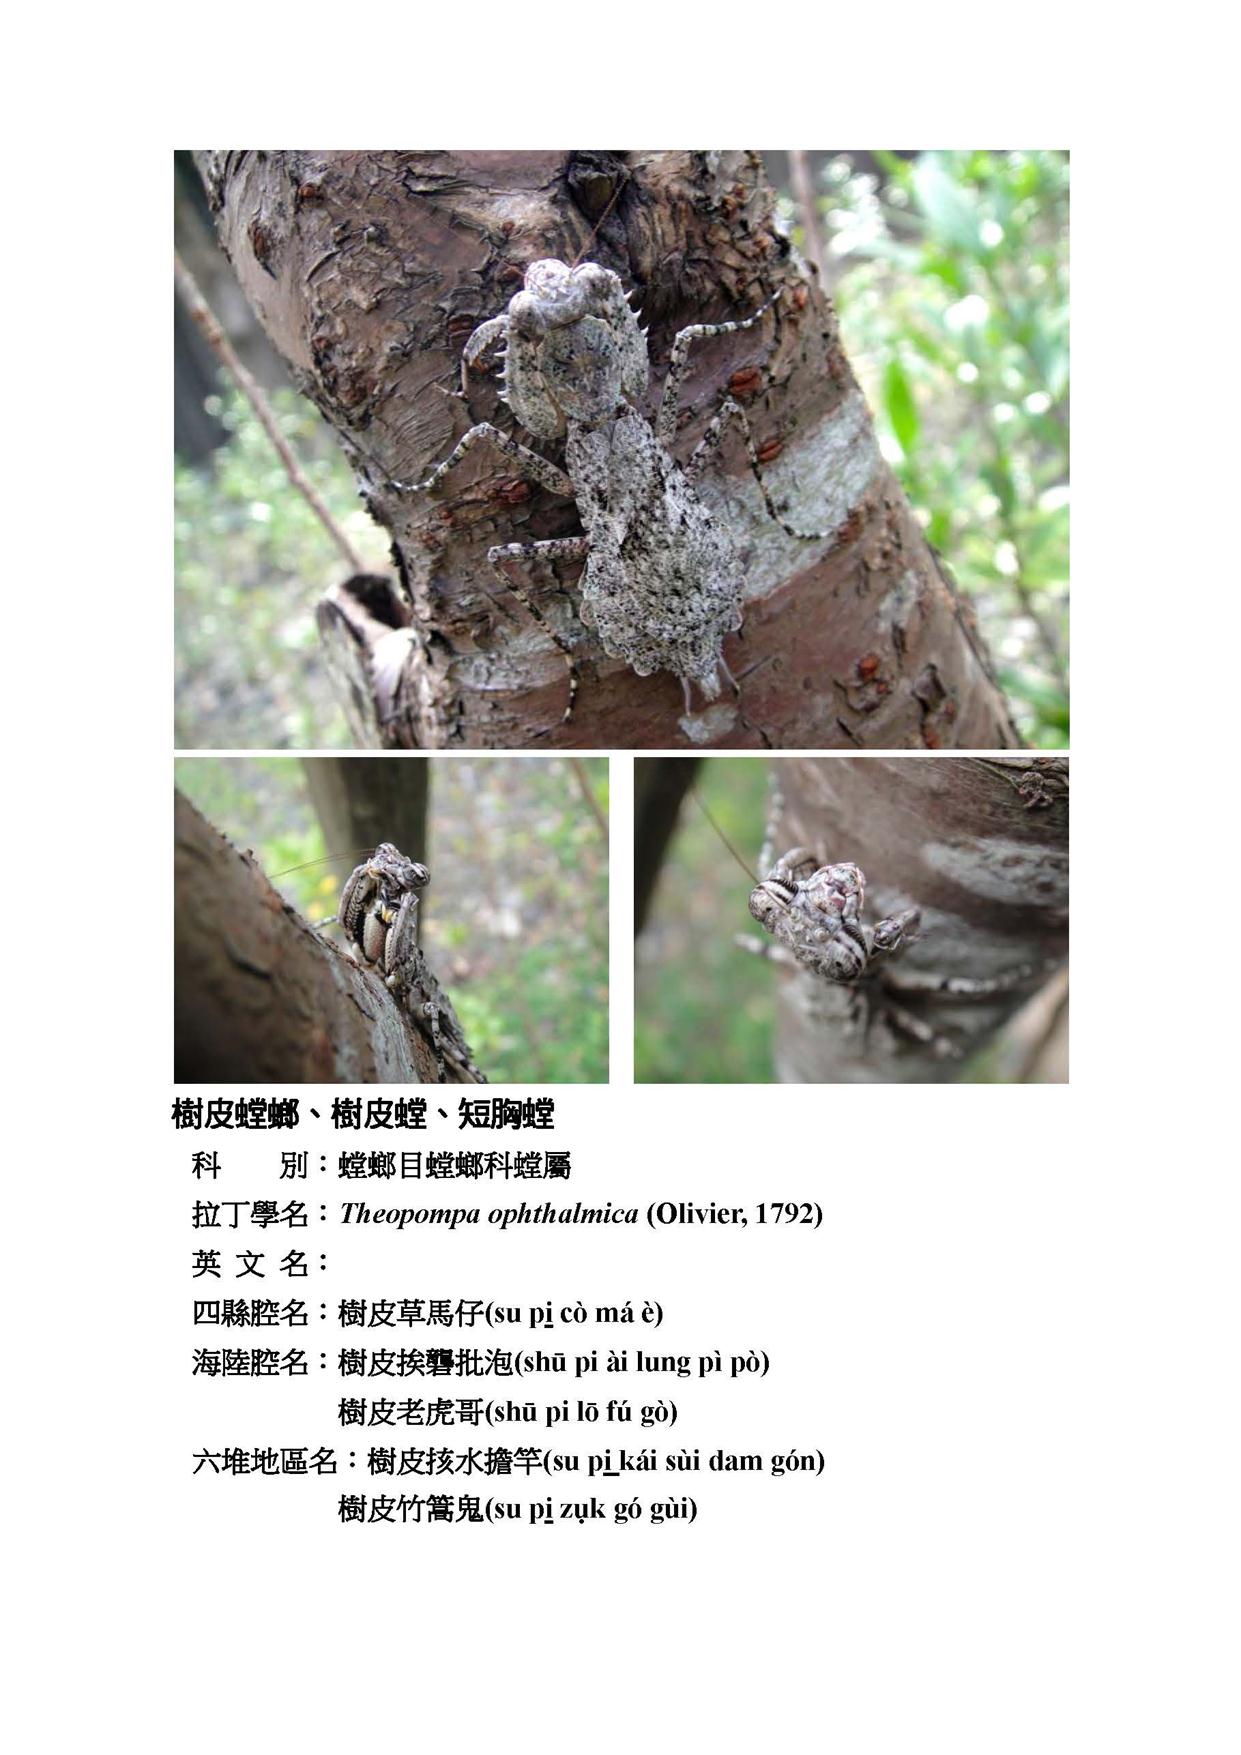 樹皮螳螂、樹皮螳、短胸螳
科　　別：螳螂目螳螂科螳屬
拉丁學名：Theopompa ophthalmica (Olivier, 1792)
英 文 名：
四縣腔名：樹皮草馬仔(su pi cò má è)
海陸腔名：樹皮挨礱批泡(shū pi ài lung pì pò)
樹皮老虎哥(shū pi lō fú gò)
六堆地區名：樹皮㧡水擔竿(su pi kái sùi dam gón)
樹皮竹篙鬼(su pi zụk gó gùi)